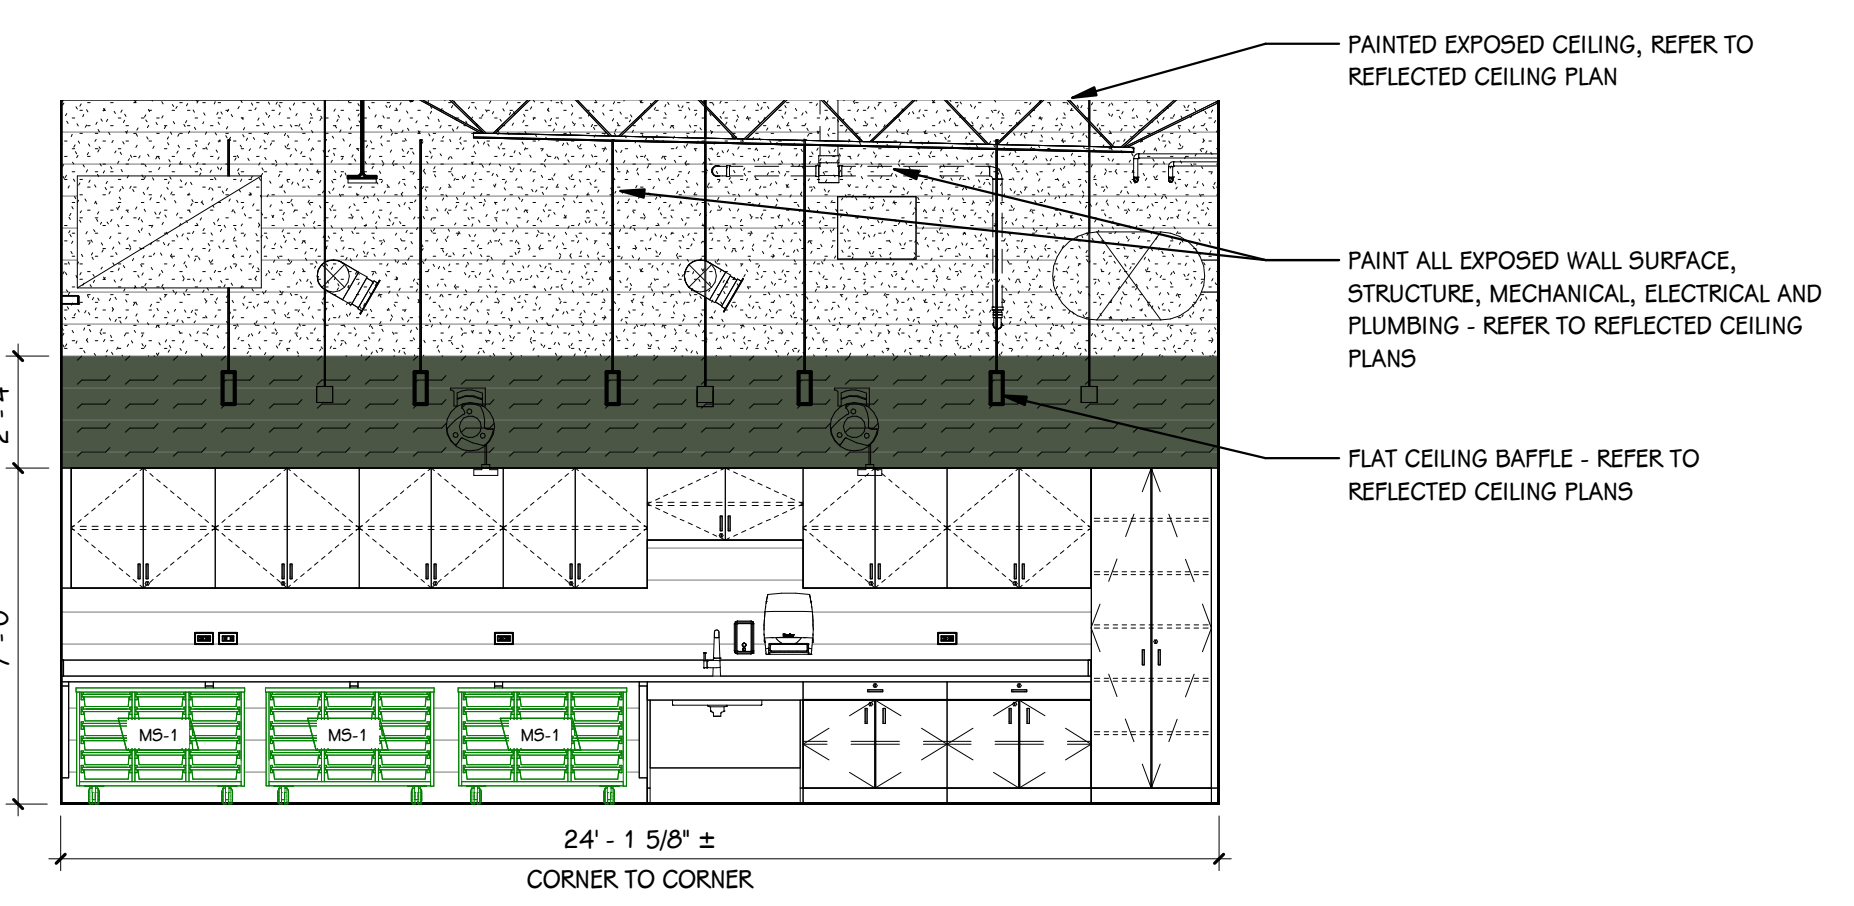 PAINTED EXPOSED CEILING, REFER TO
REFLECTED CEILING PLAN
PAINT ALL EXPOSED WALL SURFACE,
STRUCTURE, MECHANICAL, ELECTRICAL AND
PLUMBING - REFER TO REFLECTED CEILING
PLANS
FLAT CEILING BAFFLE - REFER TO
REFLECTED CEILING PLANS
MS-1
MS-1
MS-1
24' - 1 5/8" ±
CORNER TO CORNER